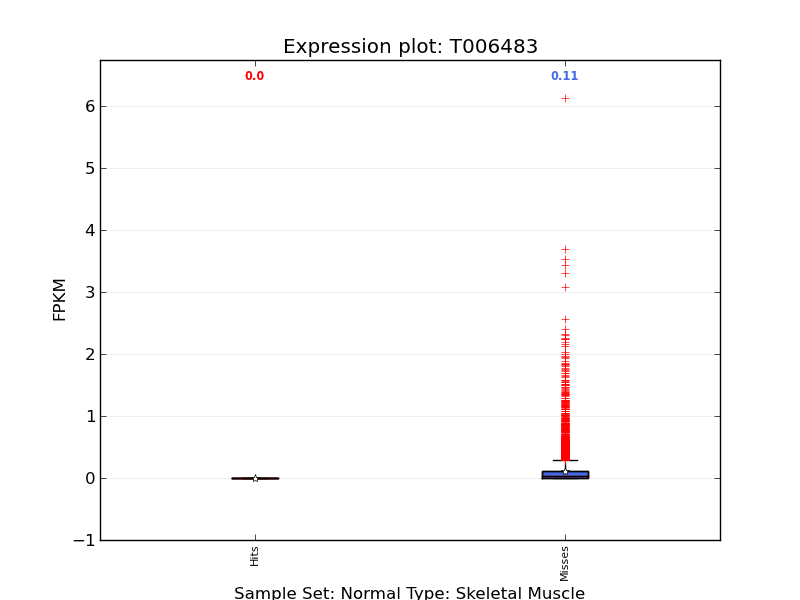 Expression plot: T006483
0.0
0.11
6
5
4
3
2
1
0
−1
FPKM
Hits
Misses
Sample Set: Normal Type: Skeletal Muscle